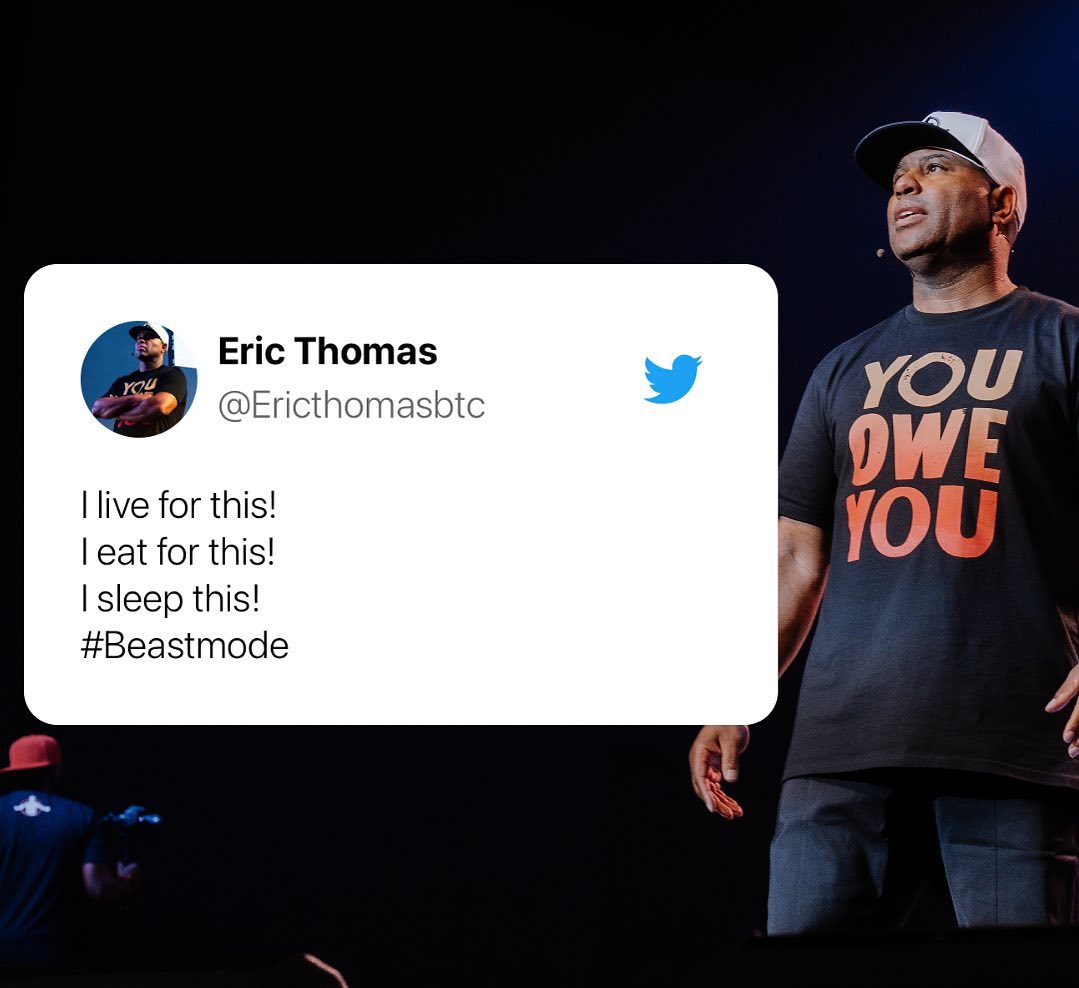 Eric Thomas
@Ericthomasbtc
I live for this!
I eat for this!
I sleep this!
#Beastmode
YOU
OWE
YOU